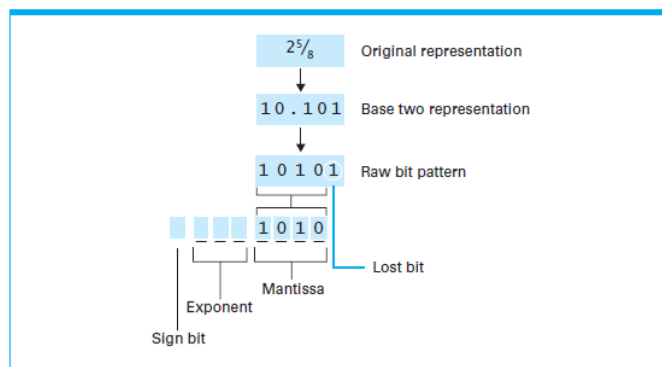 2⅝ Original representation
10.101 Base two representation
10101 Raw bit pattern
1010
Lost bit
Mantissa
Exponent
Sign bit